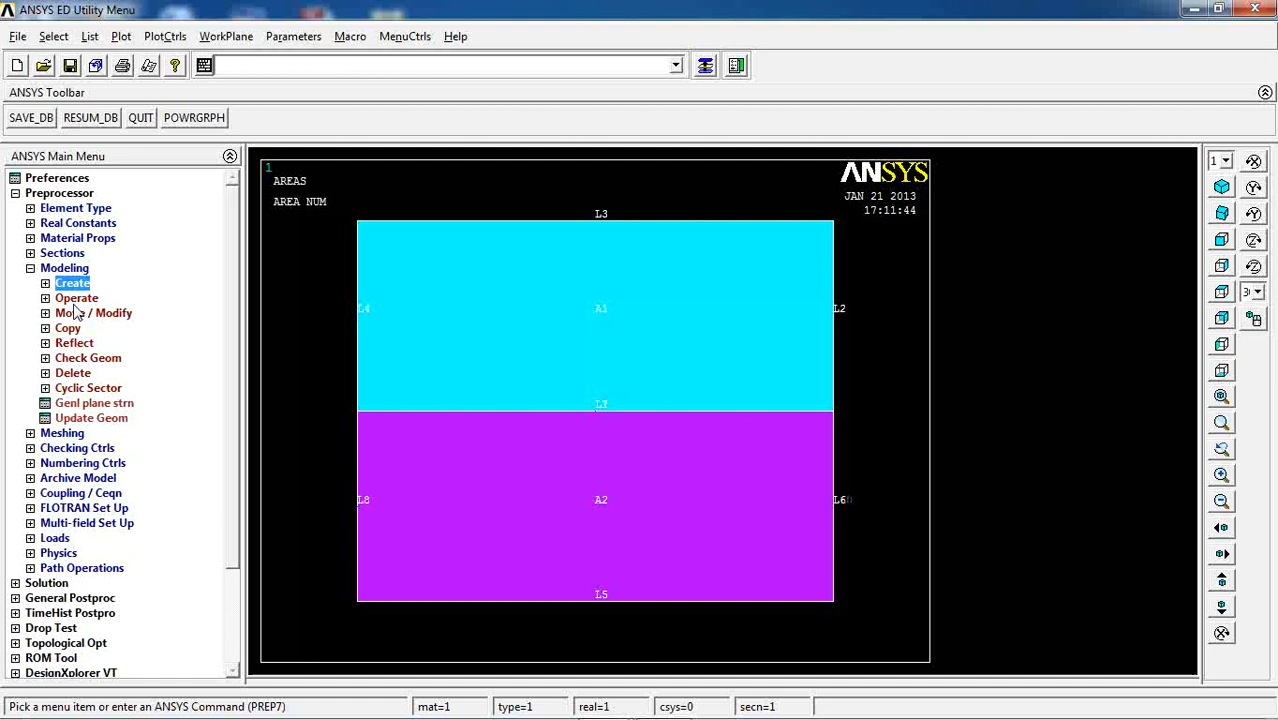 ANSYS ED Utility Menu
File Select List Plot PlotCtrls WorkPlane Parameters Macro MenuCtrls Help
ANSYS Toolbar
SAVE_DB RESUM_DB QUIT POWRGRPH
ANSYS Main Menu
Preferences
Preprocessor
Element Type
Real Constants
Material Props
Sections
Modeling
Create
Operate
Move / Modify
Copy
Reflect
Check Geom
Delete
Cyclic Sector
Genl plane strn
Update Geom
Meshing
Checking Ctrls
Numbering Ctrls
Archive Model
Coupling / Ceqn
FLOTRAN Set Up
Multi-field Set Up
Loads
Physics
Path Operations
Solution
General Postproc
TimeHist Postpro
Drop Test
Topological Opt
ROM Tool
DesignXplorer VT
1
AREAS
AREA NUM
ANSYS
JAN 21 2013
17:11:44
L3
L4 A1 L2
L7
L8 A2 L6
L5
1
Pick a menu item or enter an ANSYS Command (PREP7) mat=1 type=1 real=1 csys=0 secn=1